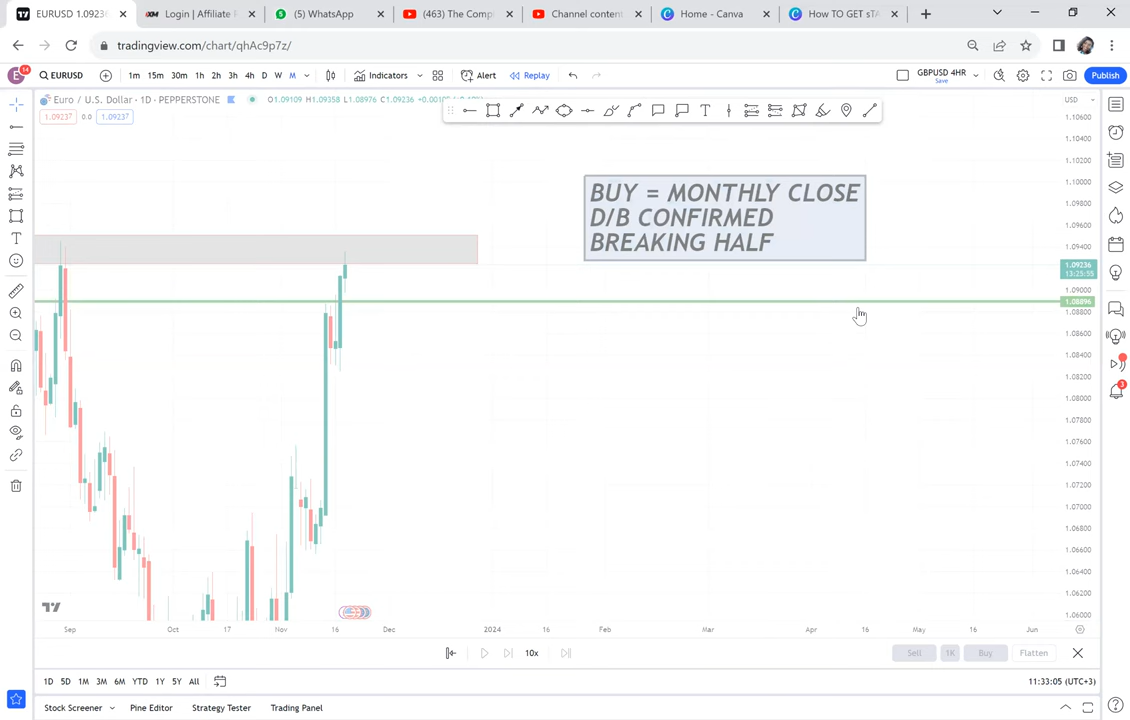 EURUSD 1.0923
Login | Affiliate
(5) WhatsApp
(463) The Comp
Channel content
Home - Canva
How TO GET sTA
tradingview.com/chart/qhAc9p7z/
E 14 EURUSD 1m 15m 30m 1h 2h 3h 4h D W M Indicators Alert Replay GBPUSD 4HR Save Publish
Euro / U.S. Dollar · 1D · PEPPERSTONE O1.09109 H1.09358 L1.08976 C1.09236
1.09237 0.0 1.09237
USD
1.10600
1.10400
1.10200
1.10000
1.09800
1.09600
1.09400
1.09236
13:25:55
1.09000
1.08896
1.08800
1.08600
1.08400
1.08200
1.08000
1.07800
1.07600
1.07400
1.07200
1.07000
1.06800
1.06600
1.06400
1.06200
1.06000
BUY = MONTHLY CLOSE
D/B CONFIRMED
BREAKING HALF
3
Sep Oct 17 Nov 16 Dec 2024 16 Feb Mar Apr 16 May 16 Jun
10x Sell 1K Buy Flatten
1D 5D 1M 3M 6M YTD 1Y 5Y All 11:33:05 (UTC+3)
Stock Screener Pine Editor Strategy Tester Trading Panel